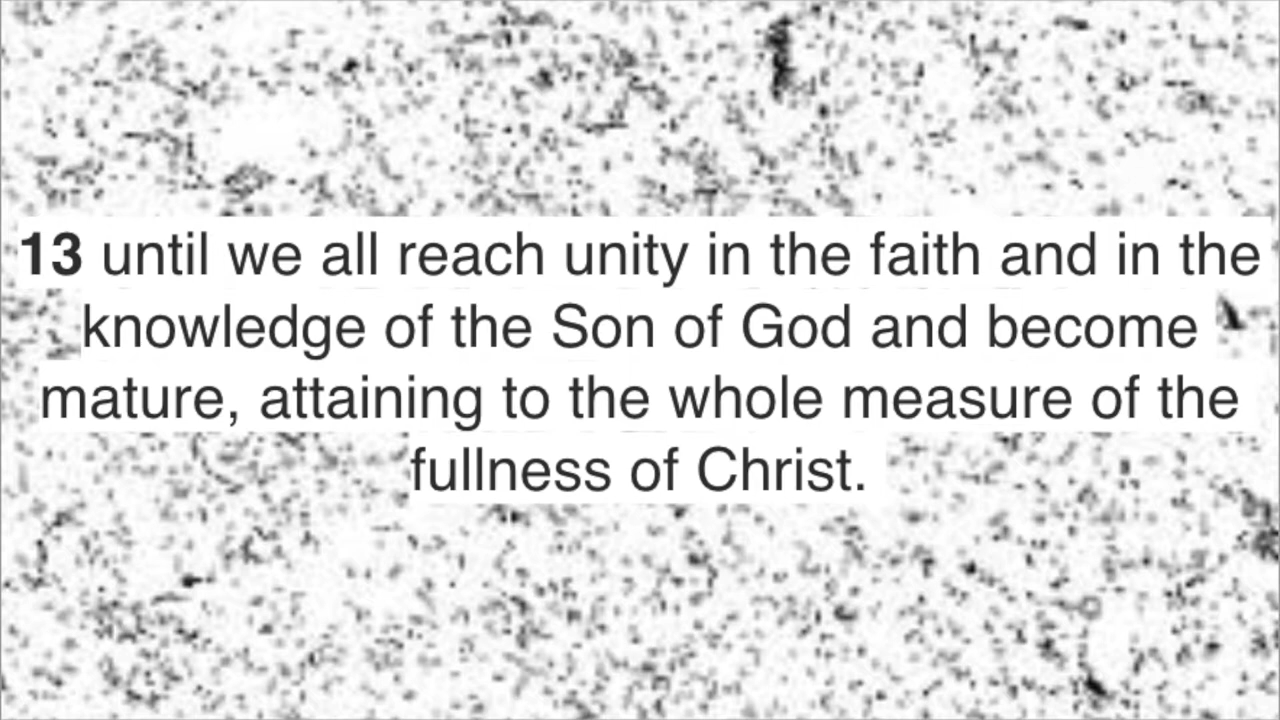 13 until we all reach unity in the faith and in the
knowledge of the Son of God and become
mature, attaining to the whole measure of the
fullness of Christ.